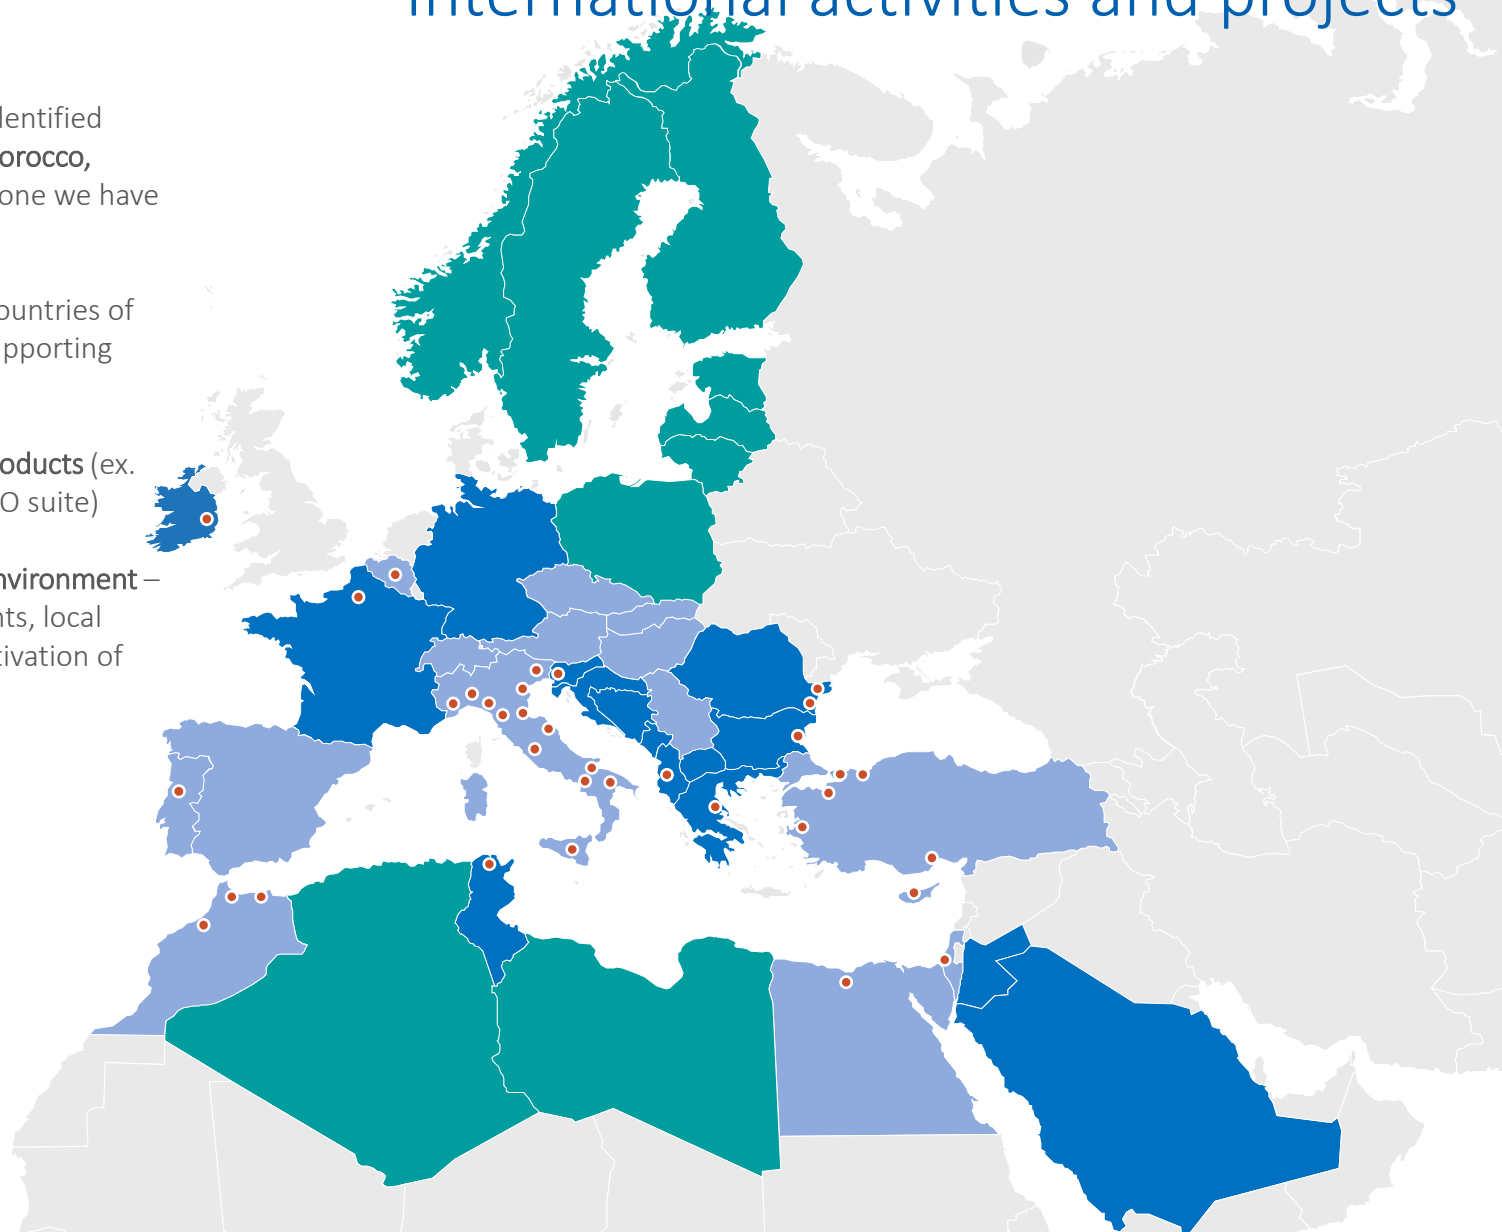 international activities and projects
dentified
orocco,
one we have
ountries of
pporting
oducts (ex.
O suite)
nvironment –
nts, local
tivation of